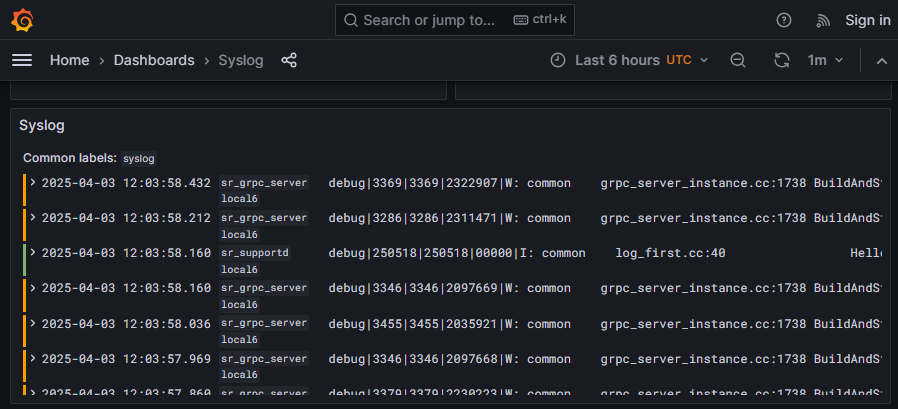 Search or jump to... ctrl+k Sign in
Home > Dashboards > Syslog Last 6 hours UTC 1m
Syslog
Common labels: syslog
2025-04-03 12:03:58.432 sr_grpc_server debug|3369|3369|2322907|W: common grpc_server_instance.cc:1738 BuildAndS
local6
2025-04-03 12:03:58.212 sr_grpc_server debug|3286|3286|2311471|W: common grpc_server_instance.cc:1738 BuildAndS
local6
2025-04-03 12:03:58.160 sr_supportd debug|250518|250518|00000|I: common log_first.cc:40 Hell
local6
2025-04-03 12:03:58.160 sr_grpc_server debug|3346|3346|2097669|W: common grpc_server_instance.cc:1738 BuildAndS
local6
2025-04-03 12:03:58.036 sr_grpc_server debug|3455|3455|2035921|W: common grpc_server_instance.cc:1738 BuildAndS
local6
2025-04-03 12:03:57.969 sr_grpc_server debug|3346|3346|2097668|W: common grpc_server_instance.cc:1738 BuildAndS
local6
2025-04-03 12:03:57.860 sr_grpc_server debug|3379|3379|2230223|W: common grpc_server_instance.cc:1738 BuildAndS